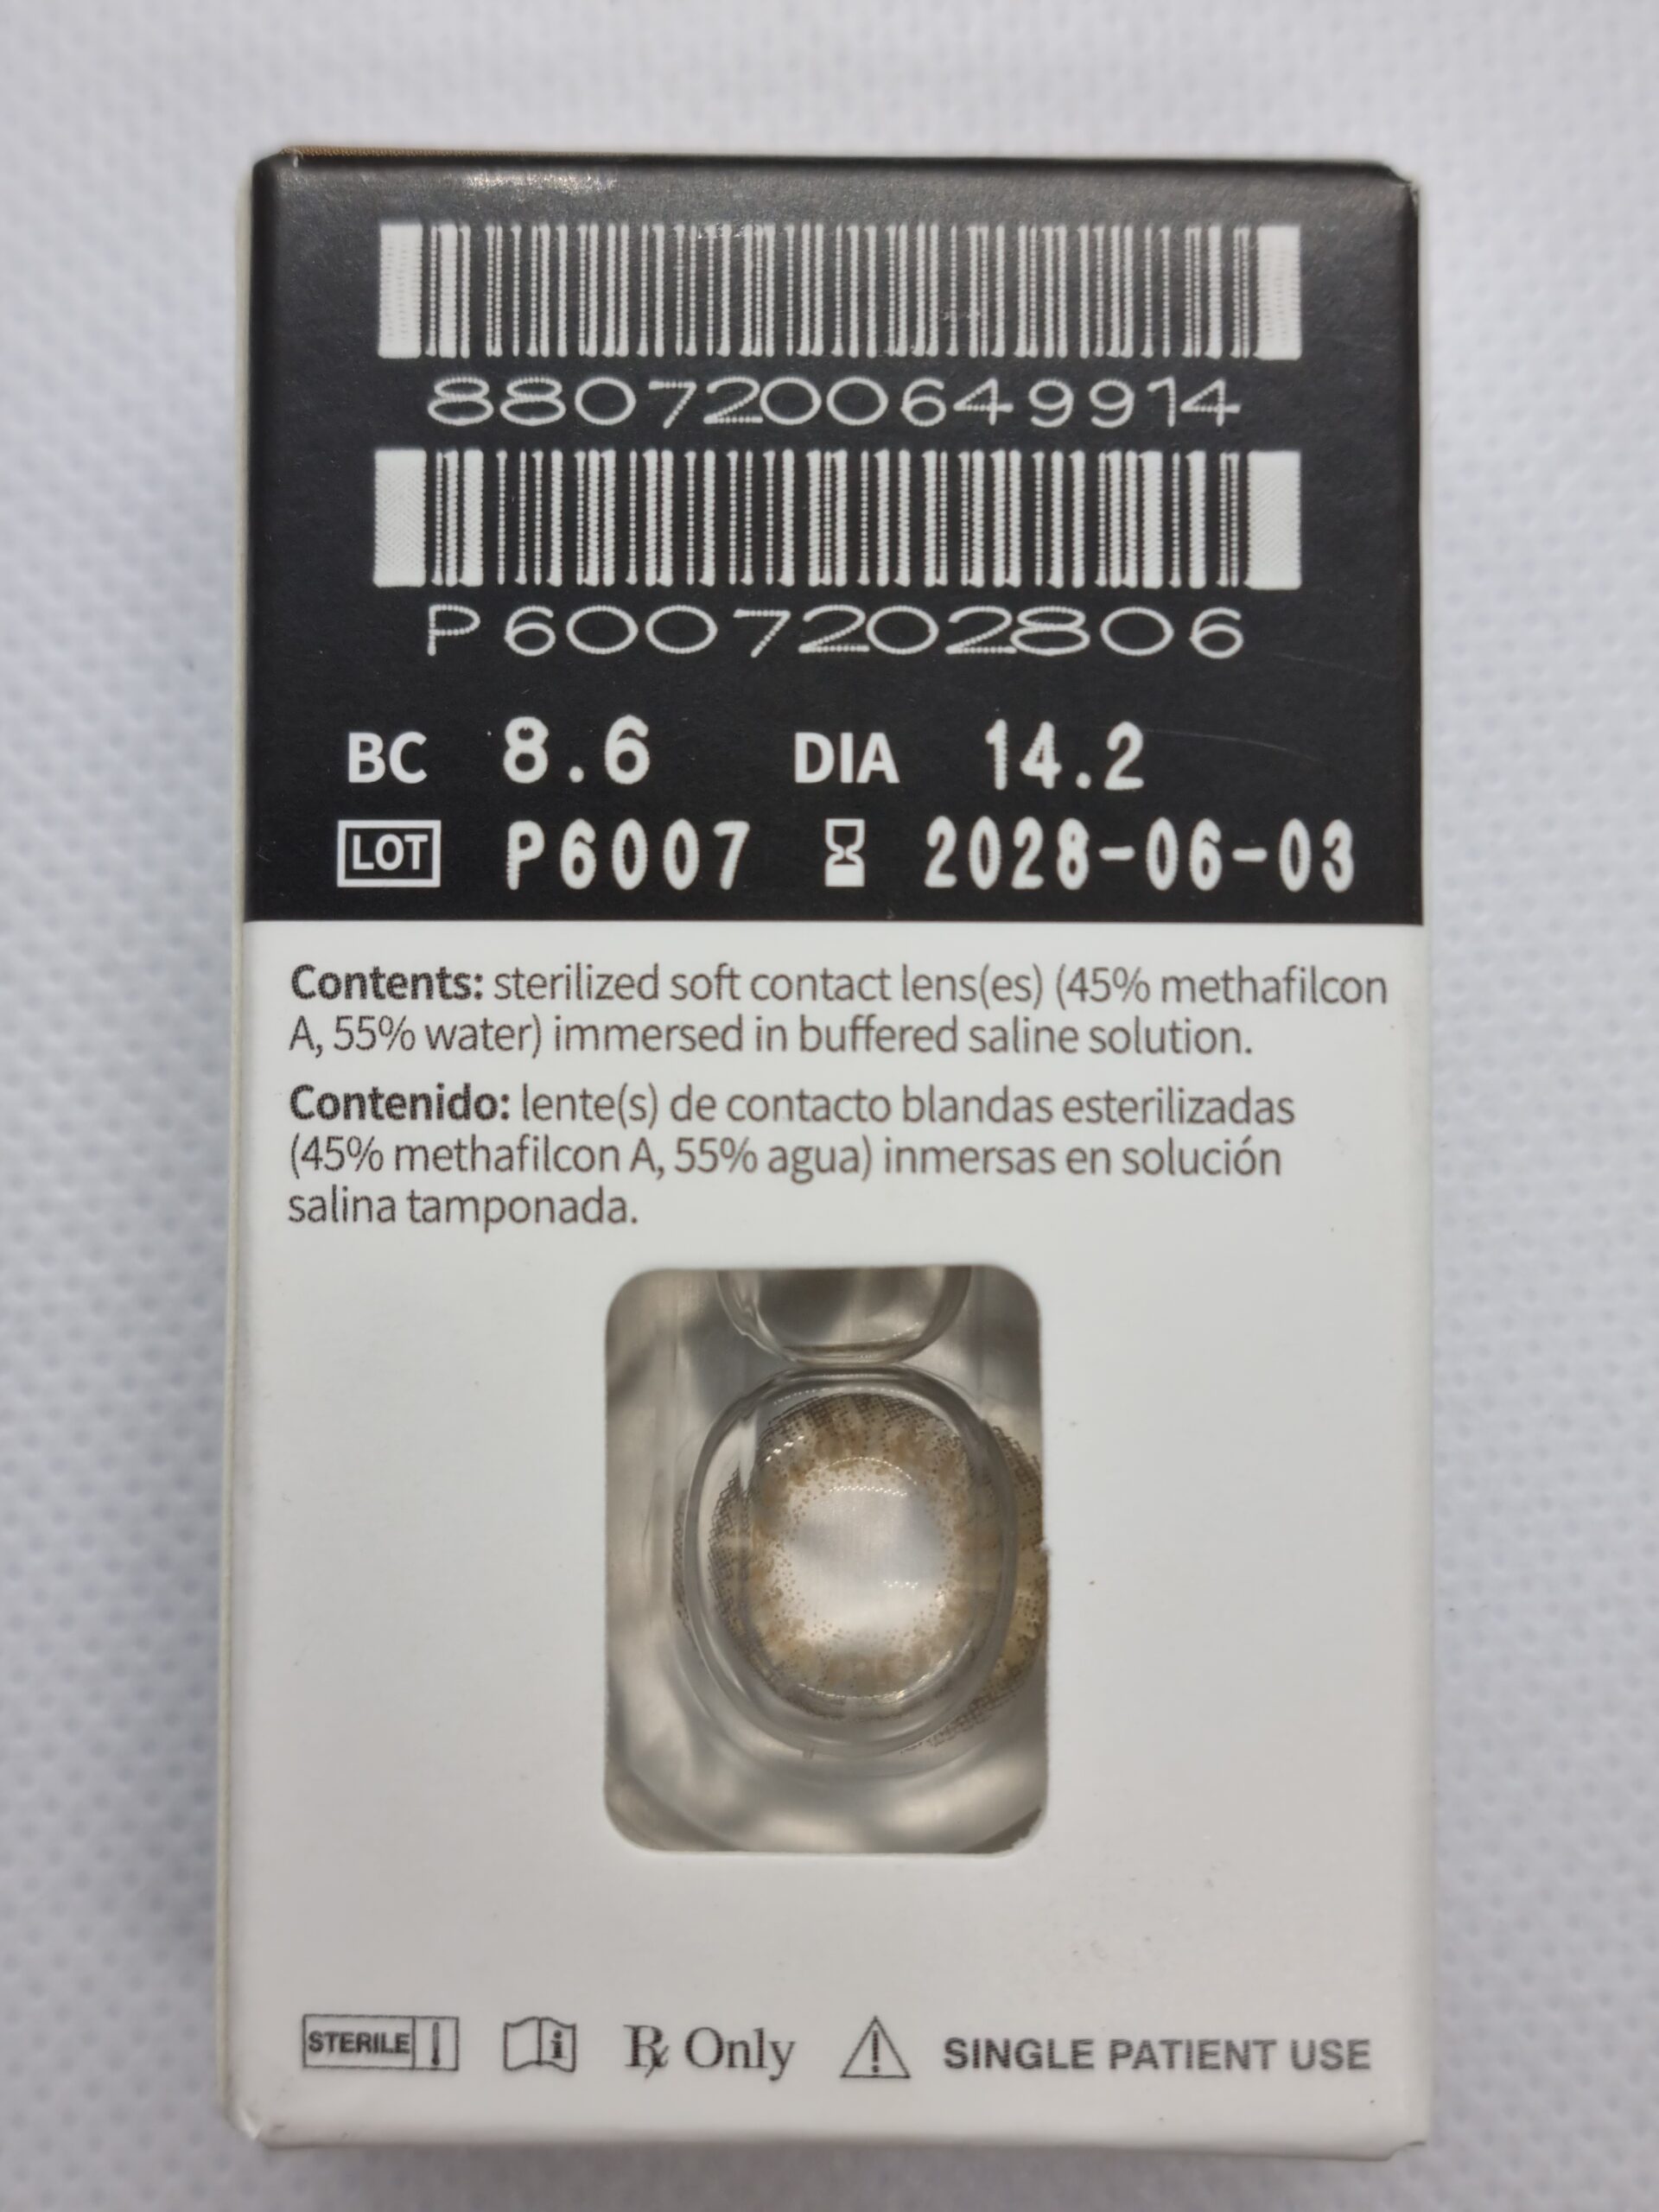 8807200649914
P6007202806
BC 8.6 DIA 14.2
LOT P6007 2028-06-03
Contents: sterilized soft contact lens(es) (45% methafilcon
A, 55% water) immersed in buffered saline solution.
Contenido: lente(s) de contacto blandas esterilizadas
(45% methafilcon A, 55% agua) inmersas en solución
salina tamponada.
STERILE i ℞ Only ! SINGLE PATIENT USE